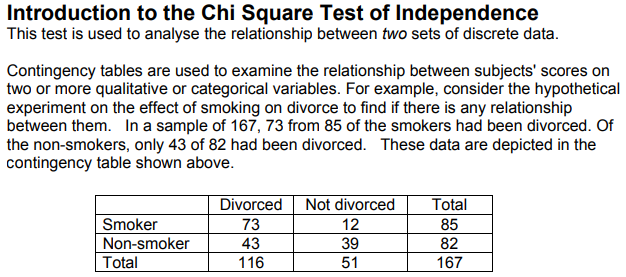 Introduction to the Chi Square Test of Independence
This test is used to analyse the relationship between two sets of discrete data.
Contingency tables are used to examine the relationship between subjects' scores on
two or more qualitative or categorical variables. For example, consider the hypothetical
experiment on the effect of smoking on divorce to find if there is any relationship
between them. In a sample of 167, 73 from 85 of the smokers had been divorced. Of
the non-smokers, only 43 of 82 had been divorced. These data are depicted in the
contingency table shown above.
Divorced Not divorced Total
Smoker 73 12 85
Non-smoker 43 39 82
Total 116 51 167